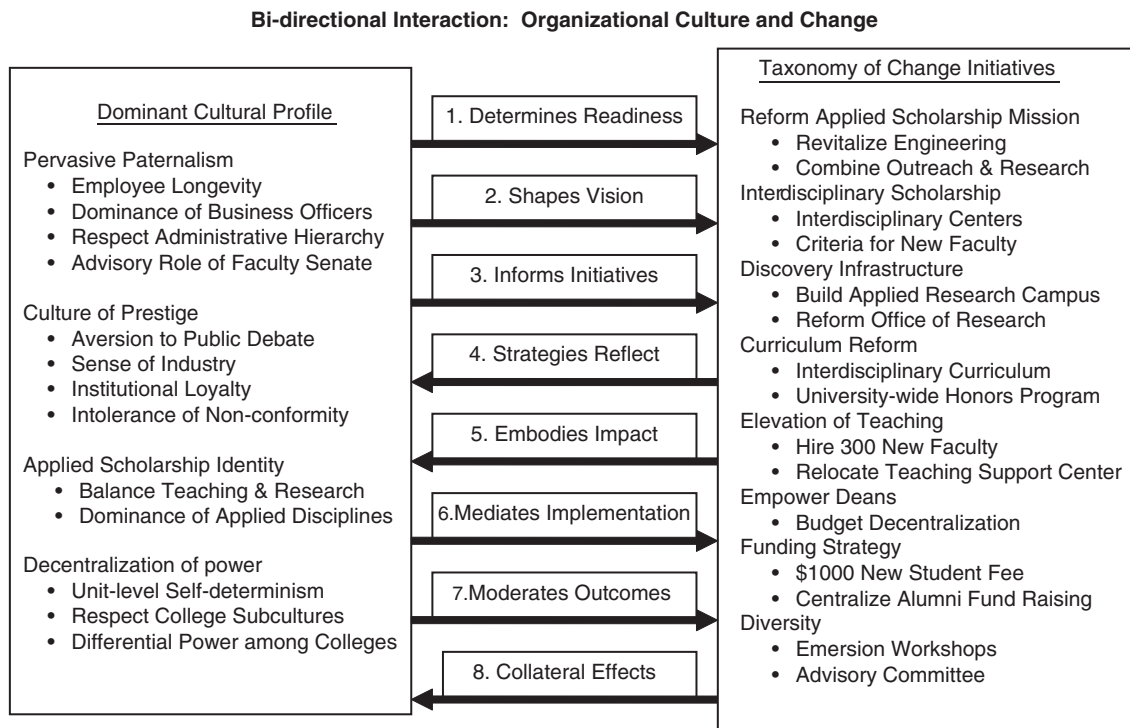 Bi-directional Interaction: Organizational Culture and Change
Dominant Cultural Profile
Pervasive Paternalism
• Employee Longevity
• Dominance of Business Officers
• Respect Administrative Hierarchy
• Advisory Role of Faculty Senate
Culture of Prestige
• Aversion to Public Debate
• Sense of Industry
• Institutional Loyalty
• Intolerance of Non-conformity
Applied Scholarship Identity
• Balance Teaching & Research
• Dominance of Applied Disciplines
Decentralization of power
• Unit-level Self-determinism
• Respect College Subcultures
• Differential Power among Colleges
1. Determines Readiness
2. Shapes Vision
3. Informs Initiatives
4. Strategies Reflect
5. Embodies Impact
6.Mediates Implementation
7.Moderates Outcomes
8. Collateral Effects
Taxonomy of Change Initiatives
Reform Applied Scholarship Mission
• Revitalize Engineering
• Combine Outreach & Research
Interdisciplinary Scholarship
• Interdisciplinary Centers
• Criteria for New Faculty
Discovery Infrastructure
• Build Applied Research Campus
• Reform Office of Research
Curriculum Reform
• Interdisciplinary Curriculum
• University-wide Honors Program
Elevation of Teaching
• Hire 300 New Faculty
• Relocate Teaching Support Center
Empower Deans
• Budget Decentralization
Funding Strategy
• $1000 New Student Fee
• Centralize Alumni Fund Raising
Diversity
• Emersion Workshops
• Advisory Committee